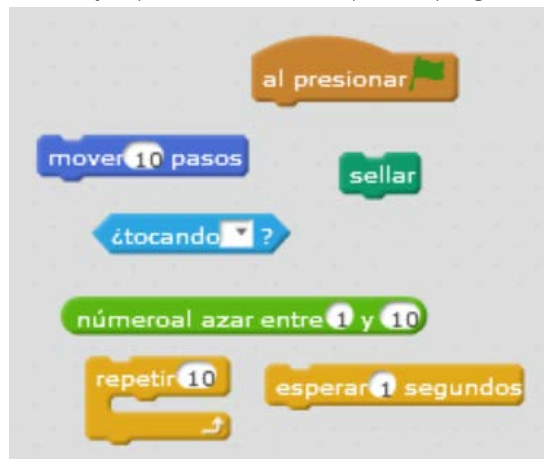 al presionar
mover 10 pasos
sellar
¿tocando ?
númeroal azar entre 1 y 10
repetir 10
esperar 1 segundos